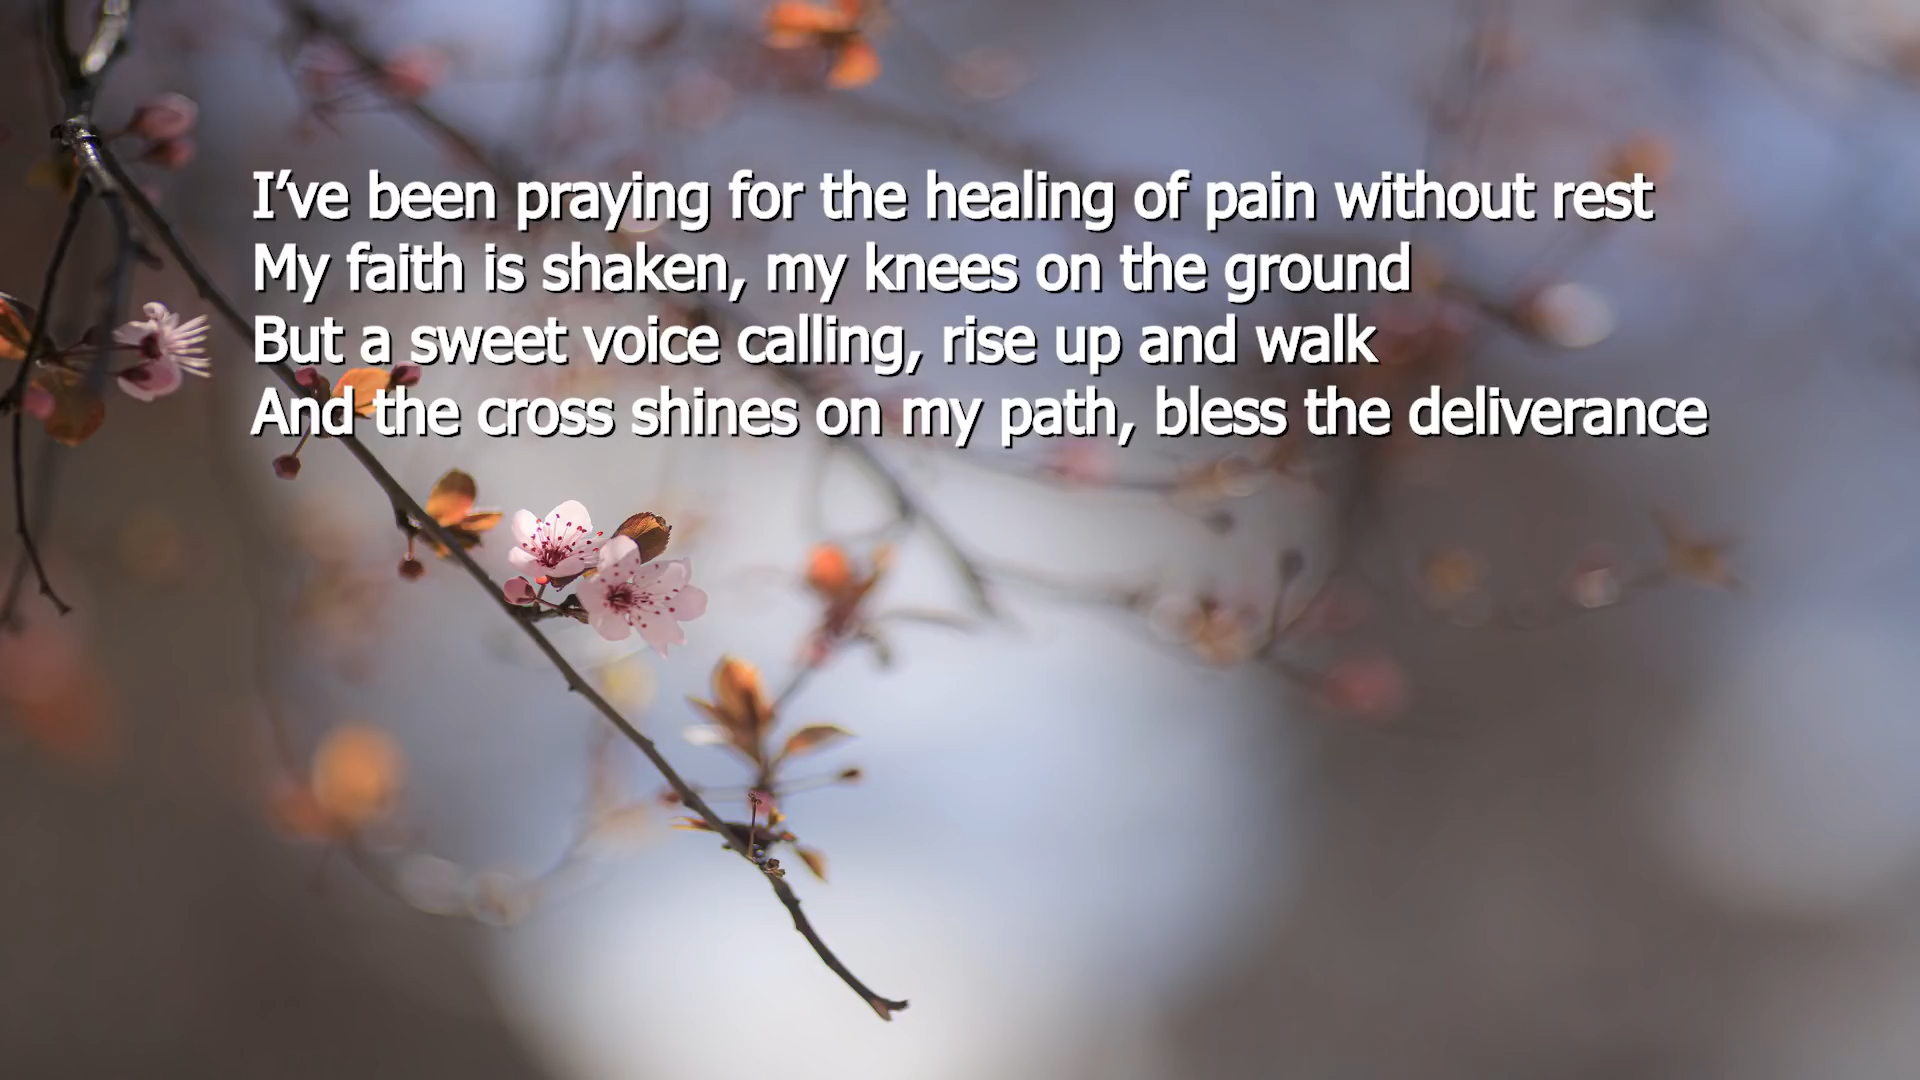 I’ve been praying for the healing of pain without rest
My faith is shaken, my knees on the ground
But a sweet voice calling, rise up and walk
And the cross shines on my path, bless the deliverance